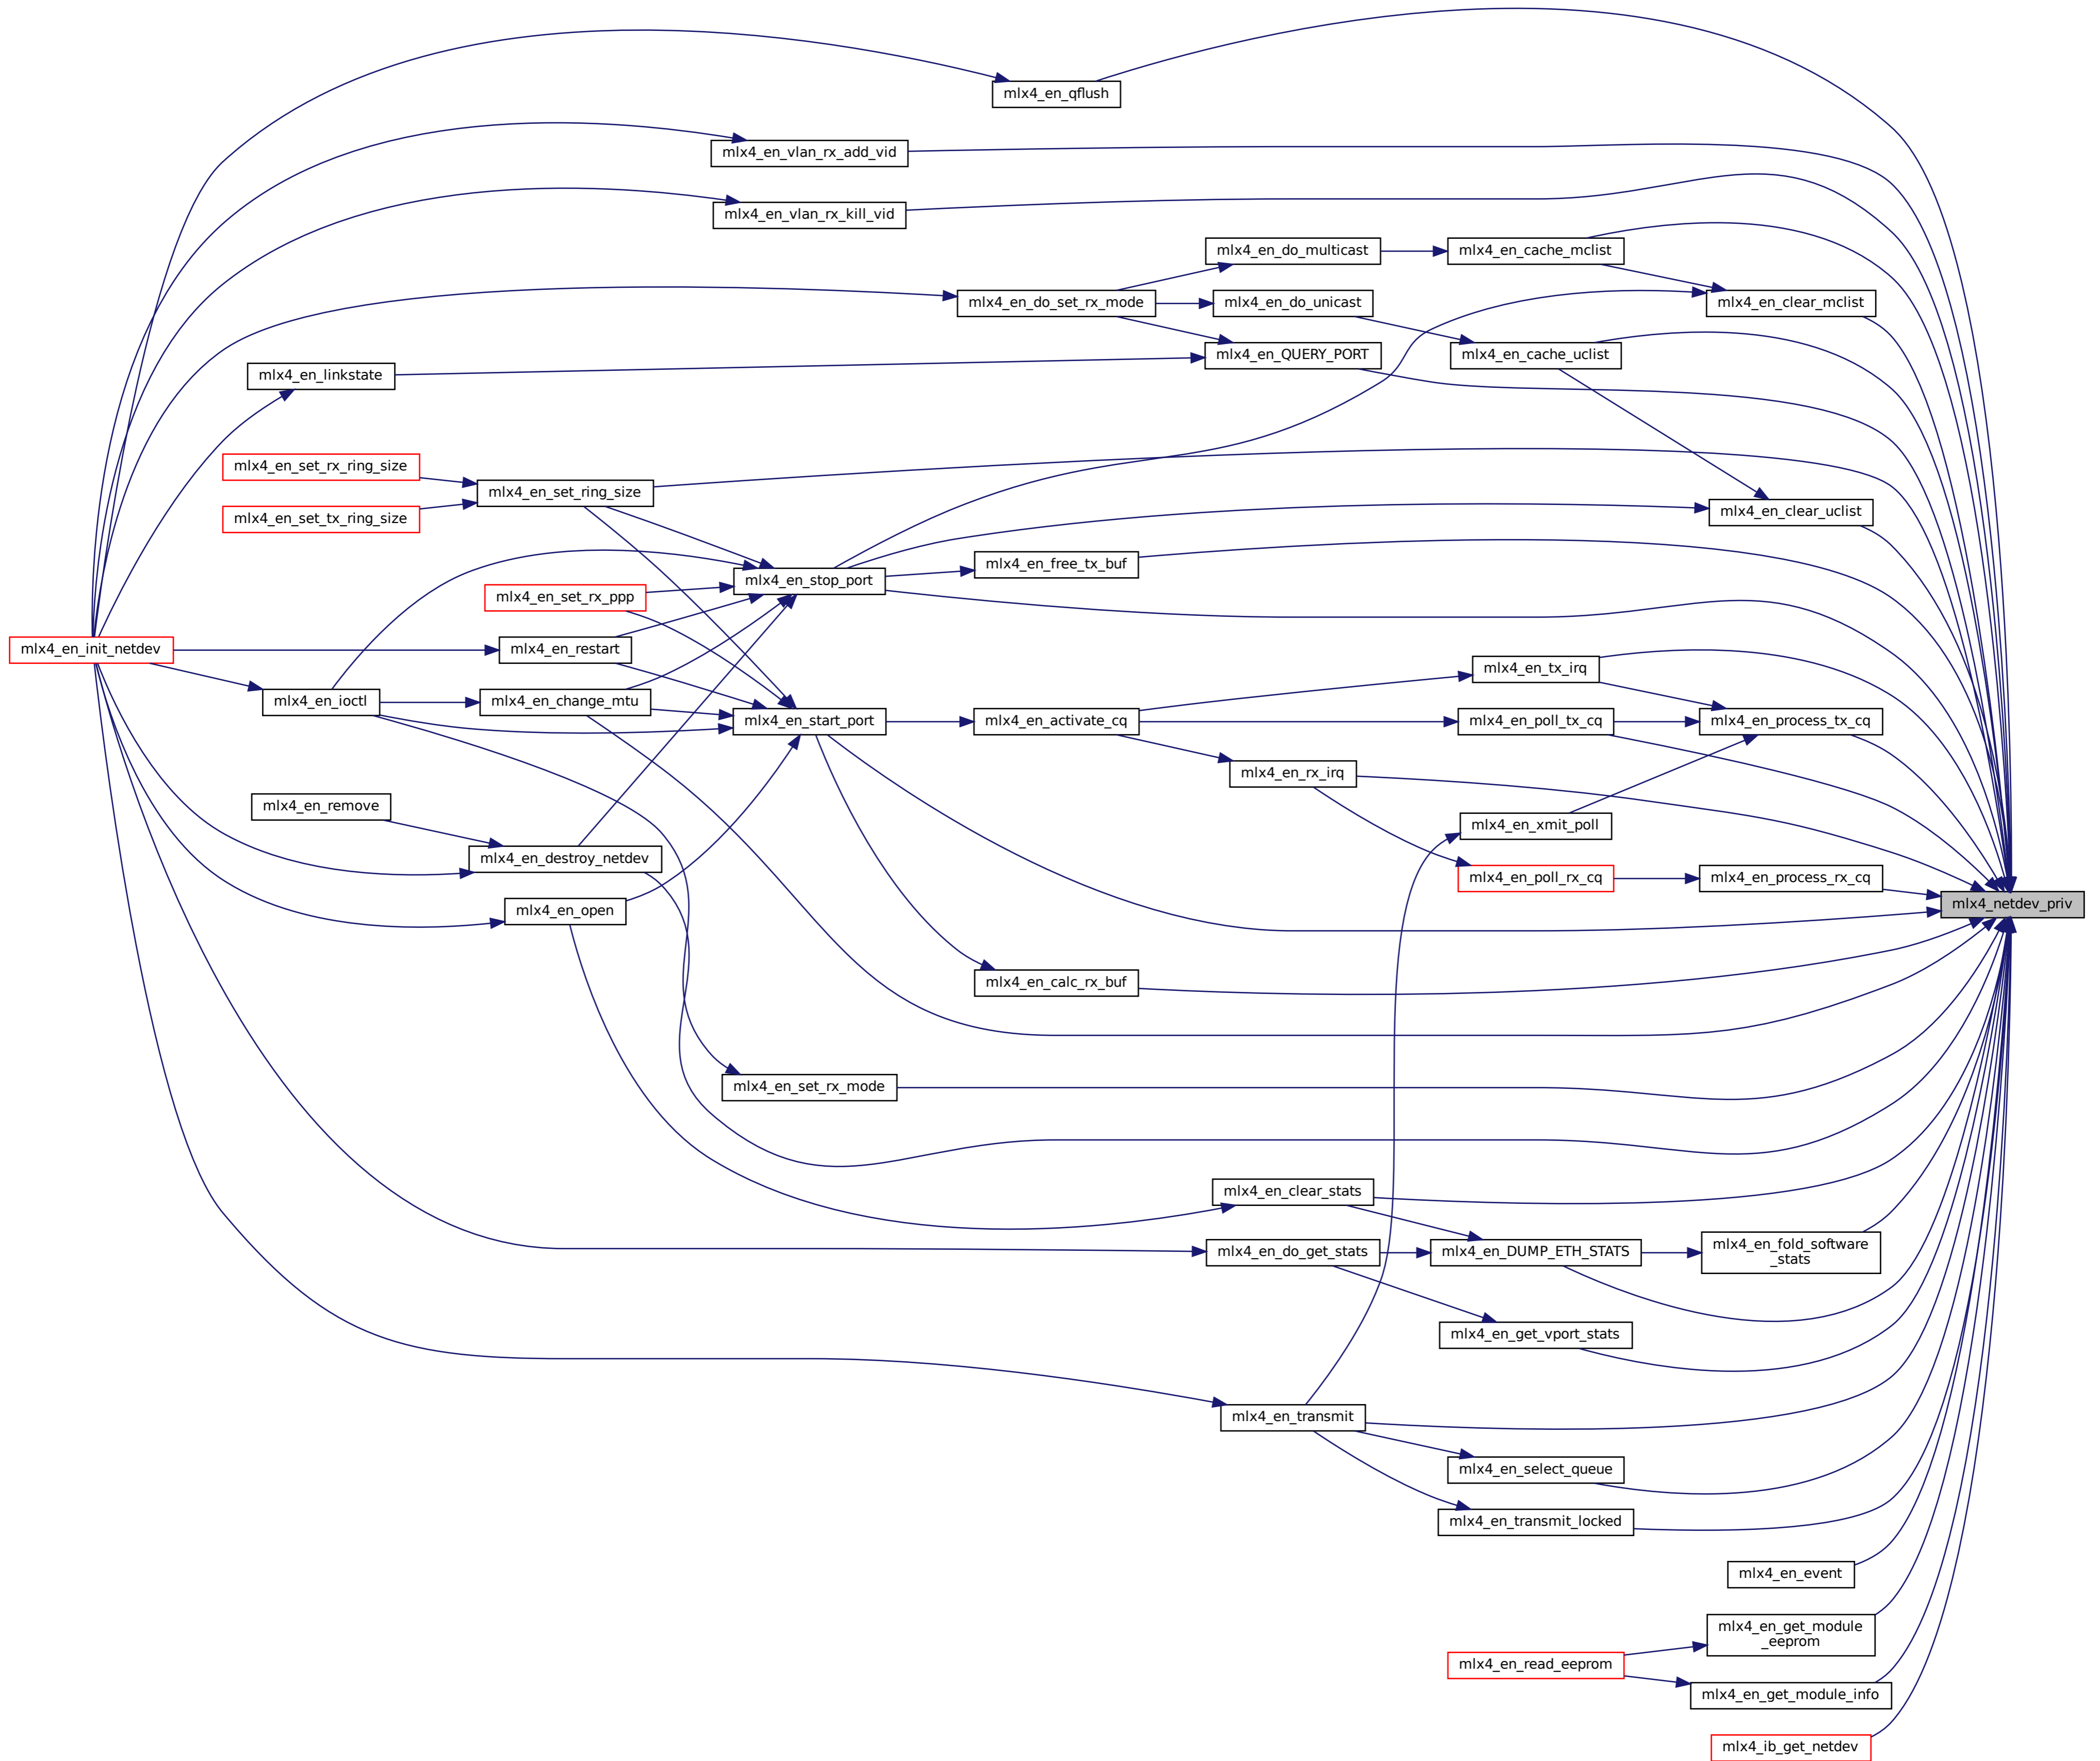 mlx4_en_qflush
mlx4_en_vlan_rx_add_vid
mlx4_en_vlan_rx_kill_vid
mlx4_en_do_multicast
mlx4_en_cache_mclist
mlx4_en_do_set_rx_mode
mlx4_en_do_unicast
mlx4_en_clear_mclist
mlx4_en_QUERY_PORT
mlx4_en_cache_uclist
mlx4_en_linkstate
mlx4_en_set_rx_ring_size
mlx4_en_set_ring_size
mlx4_en_set_tx_ring_size
mlx4_en_clear_uclist
mlx4_en_free_tx_buf
mlx4_en_stop_port
mlx4_en_set_rx_ppp
mlx4_en_init_netdev
mlx4_en_restart
mlx4_en_tx_irq
mlx4_en_ioctl
mlx4_en_change_mtu
mlx4_en_start_port
mlx4_en_activate_cq
mlx4_en_poll_tx_cq
mlx4_en_process_tx_cq
mlx4_en_rx_irq
mlx4_en_remove
mlx4_en_xmit_poll
mlx4_en_destroy_netdev
mlx4_en_poll_rx_cq
mlx4_en_process_rx_cq
mlx4_netdev_priv
mlx4_en_open
mlx4_en_calc_rx_buf
mlx4_en_set_rx_mode
mlx4_en_clear_stats
mlx4_en_do_get_stats
mlx4_en_DUMP_ETH_STATS
mlx4_en_fold_software
_stats
mlx4_en_get_vport_stats
mlx4_en_transmit
mlx4_en_select_queue
mlx4_en_transmit_locked
mlx4_en_event
mlx4_en_get_module
_eeprom
mlx4_en_read_eeprom
mlx4_en_get_module_info
mlx4_ib_get_netdev